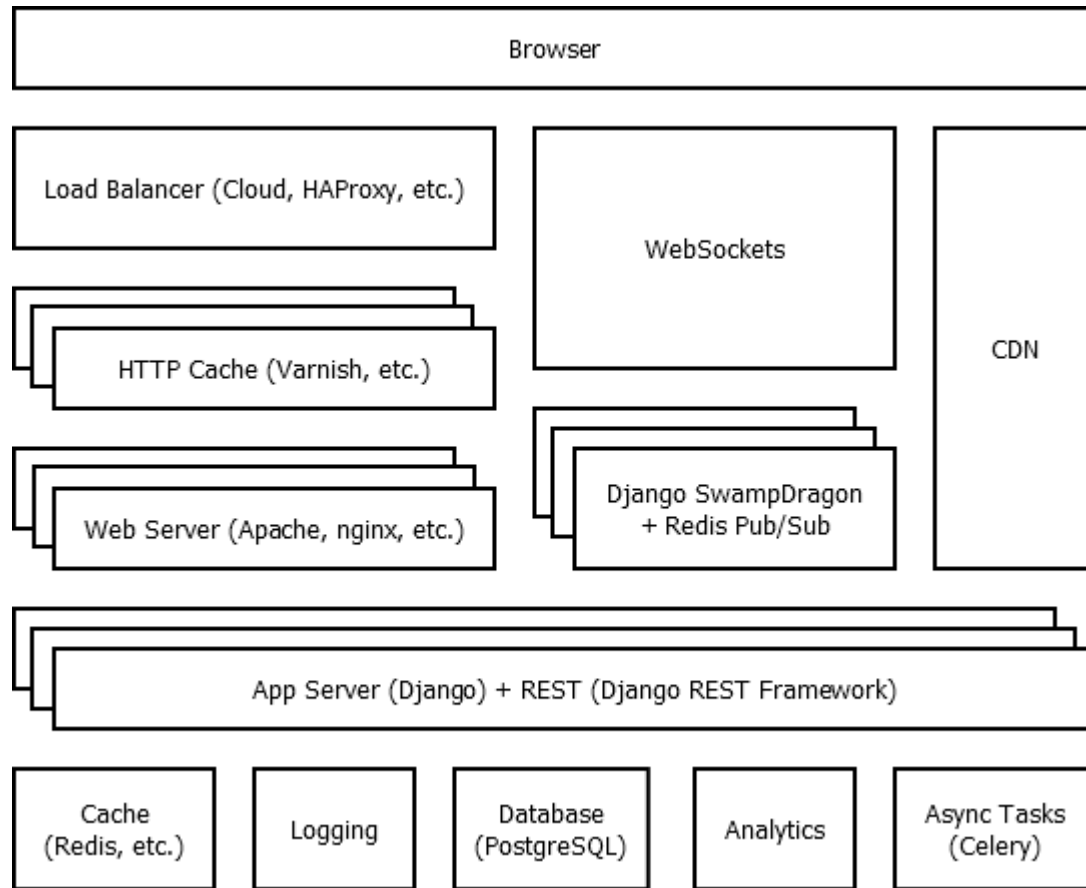 Browser
Load Balancer (Cloud, HAProxy, etc.)
WebSockets
CDN
HTTP Cache (Varnish, etc.)
Web Server (Apache, nginx, etc.)
Django SwampDragon
+ Redis Pub/Sub
App Server (Django) + REST (Django REST Framework)
Cache
(Redis, etc.)
Logging
Database
(PostgreSQL)
Analytics
Async Tasks
(Celery)